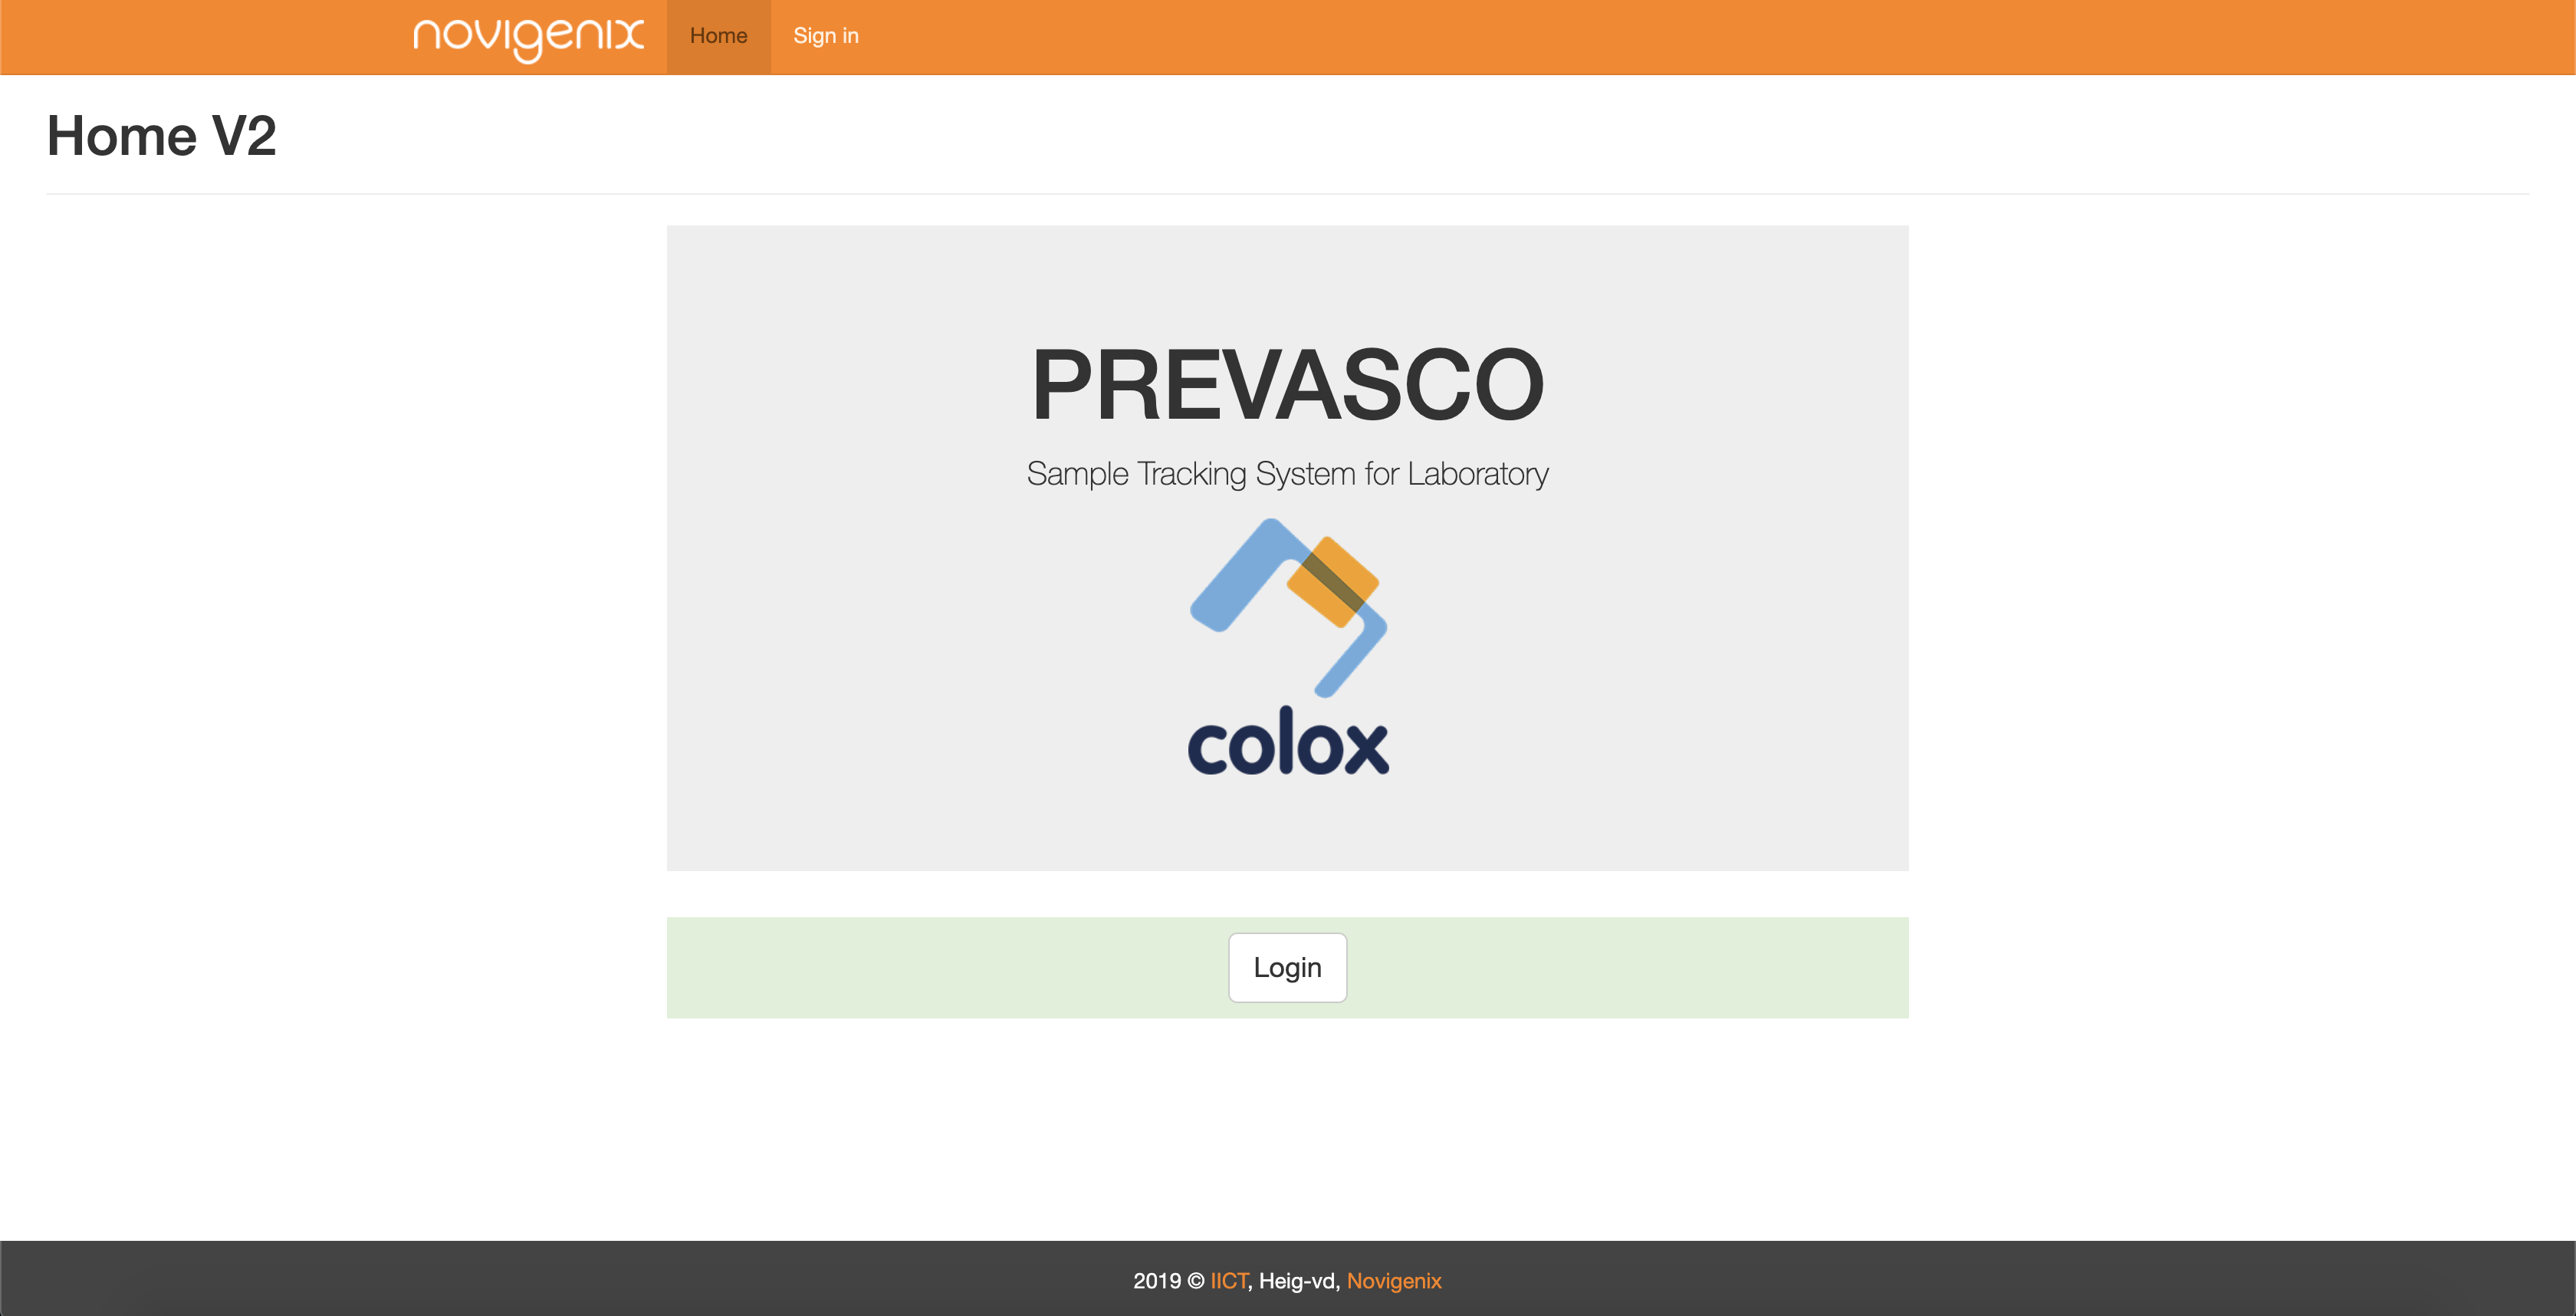 novigenix Home Sign in
Home V2
PREVASCO
Sample Tracking System for Laboratory
colox
Login
2019 © IICT, Heig-vd, Novigenix